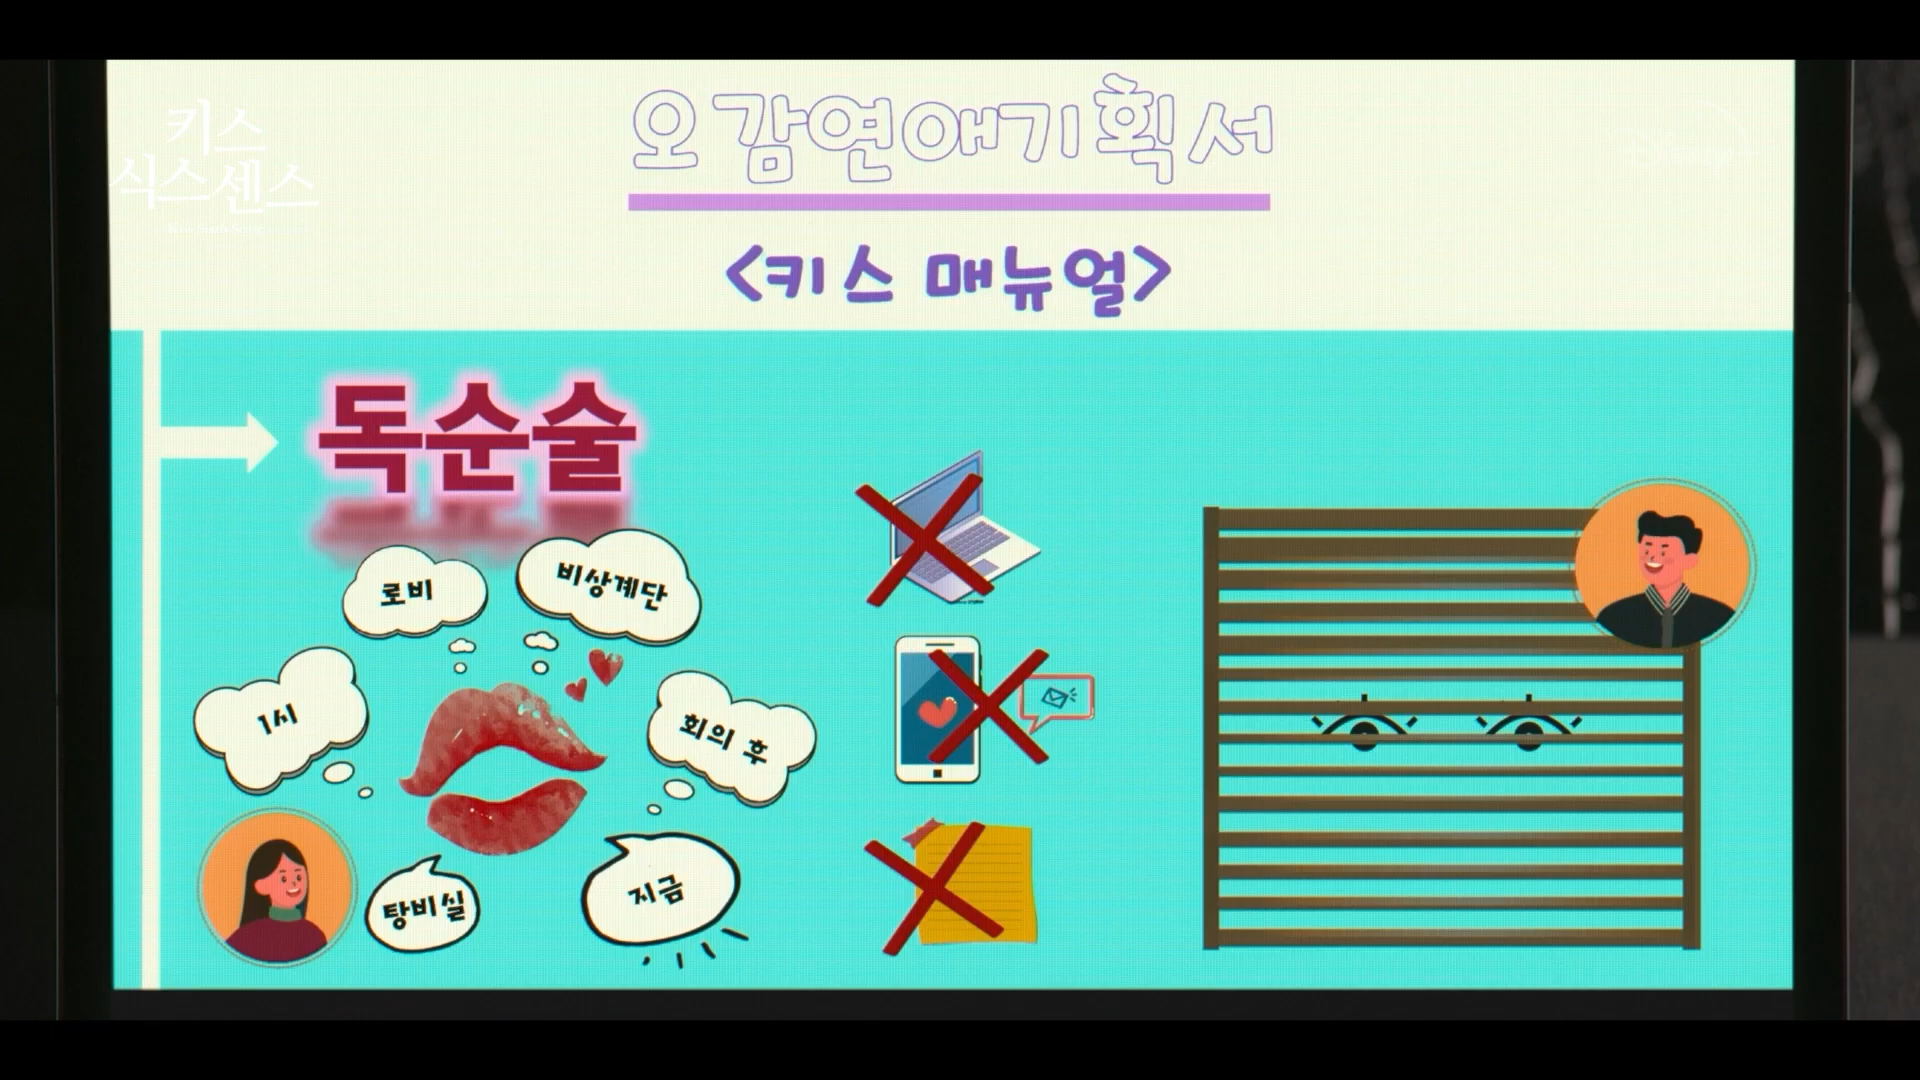 키스
식스센스
Disney+
오감연애기획서
<키스 매뉴얼>
독순술
로비
비상계단
1시
회의 후
탕비실
지금